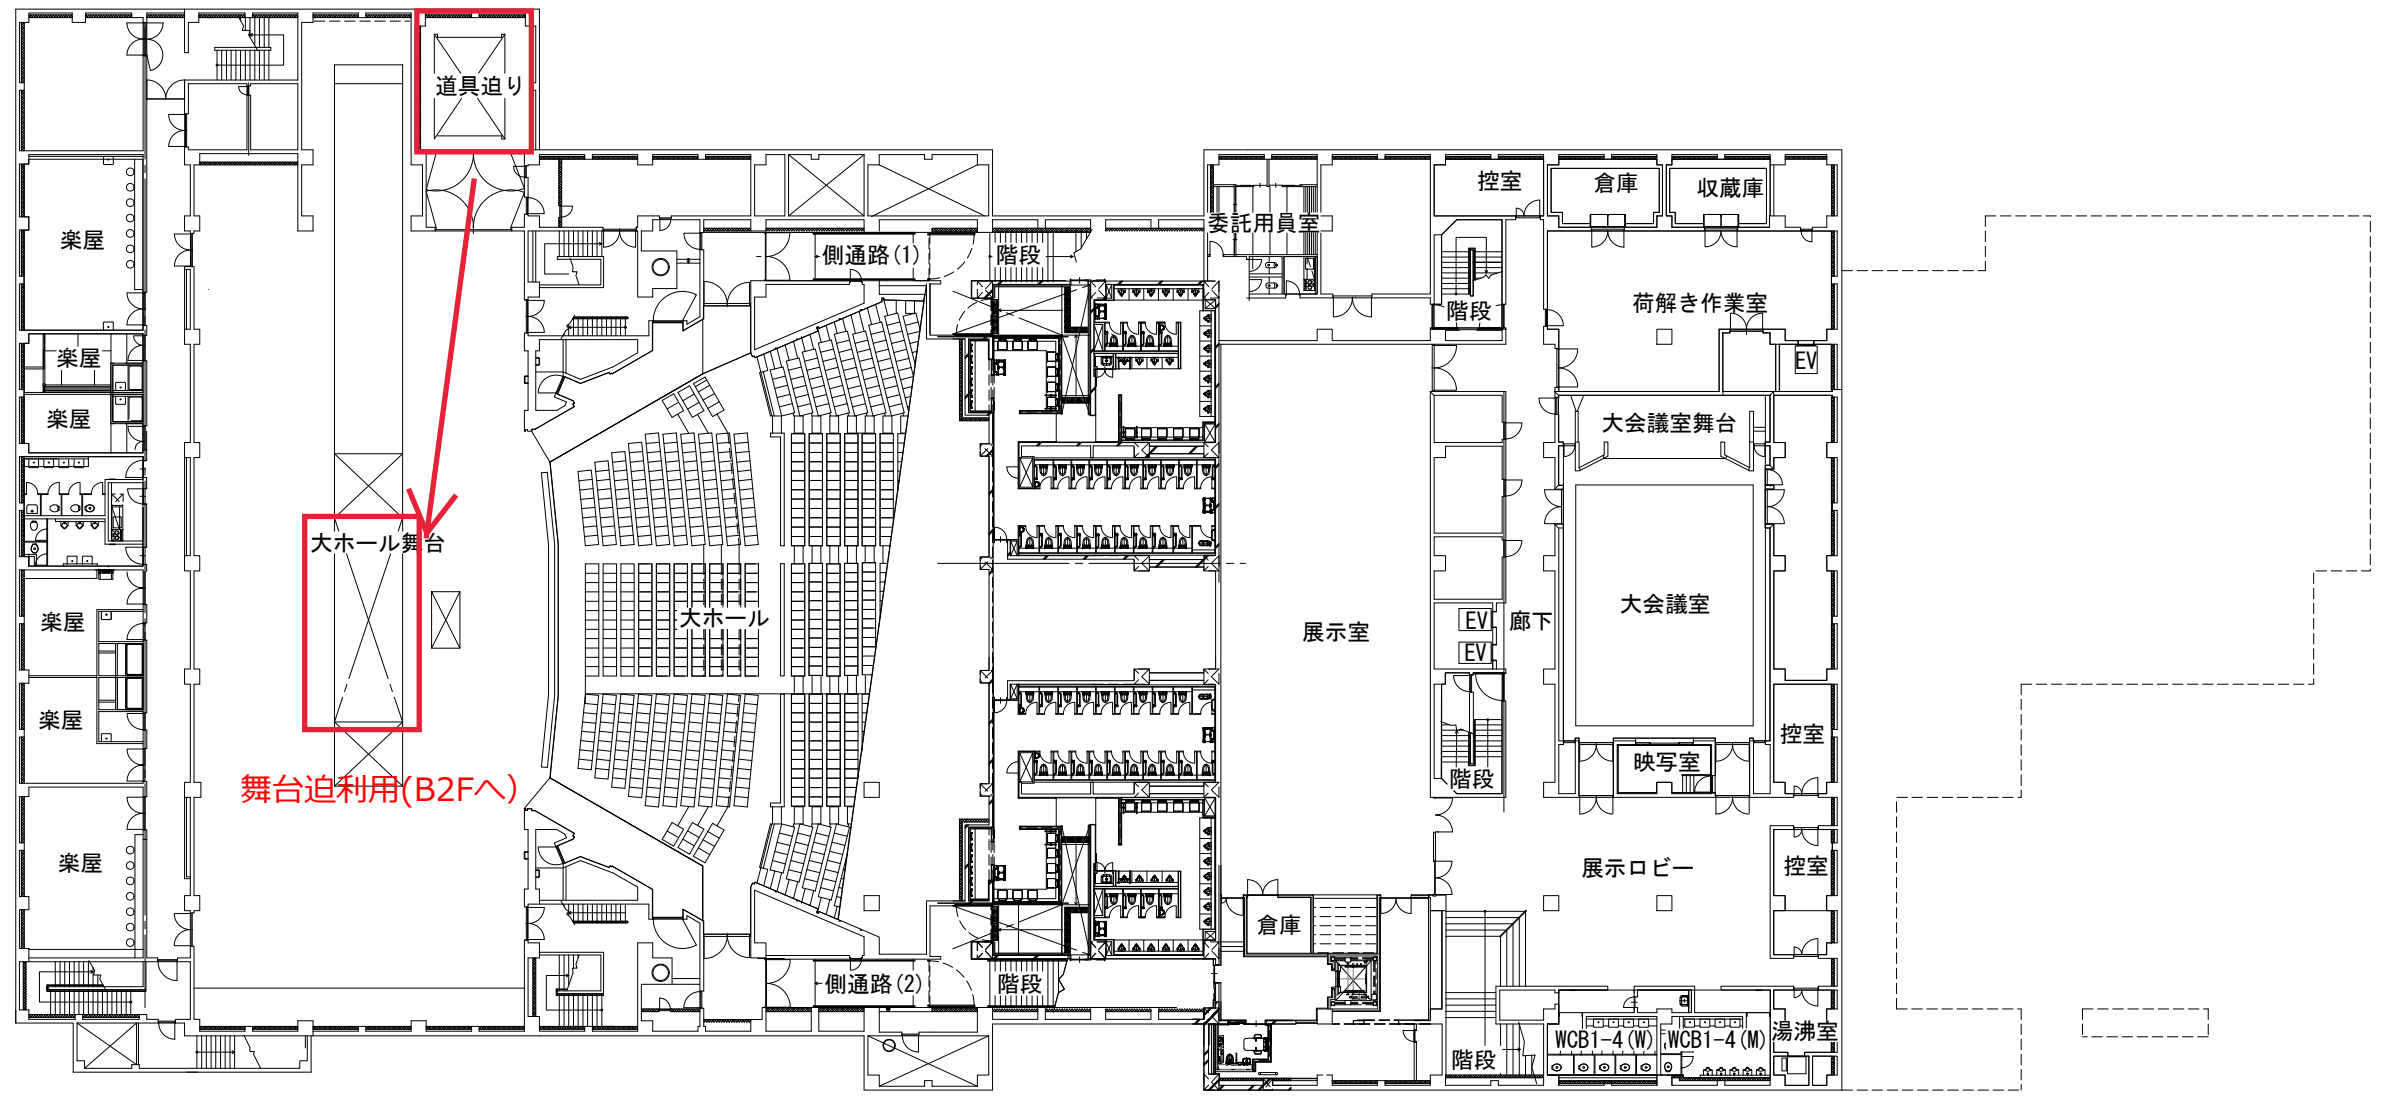 道具迫り
控室
倉庫
収蔵庫
委託用員室
楽屋
側通路(1)
階段
荷解き作業室
階段
楽屋
EV
楽屋
大会議室舞台
大ホール舞台
大会議室
大ホール
EV
廊下
楽屋
展示室
EV
楽屋
控室
映写室
階段
舞台迫利用(B2Fへ)
楽屋
展示ロビー
控室
倉庫
側通路(2)
階段
湯沸室
WCB1-4(W)
WCB1-4(M)
階段